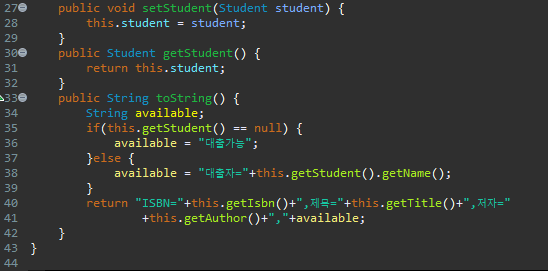 27 public void setStudent(Student student) {
28 this.student = student;
29 }
30 public Student getStudent() {
31 return this.student;
32 }
33 public String toString() {
34 String available;
35 if(this.getStudent() == null) {
36 available = "대출가능";
37 }else {
38 available = "대출자="+this.getStudent().getName();
39 }
40 return "ISBN="+this.getIsbn()+",제목="+this.getTitle()+",저자="
41 +this.getAuthor()+","+available;
42 }
43 }
44